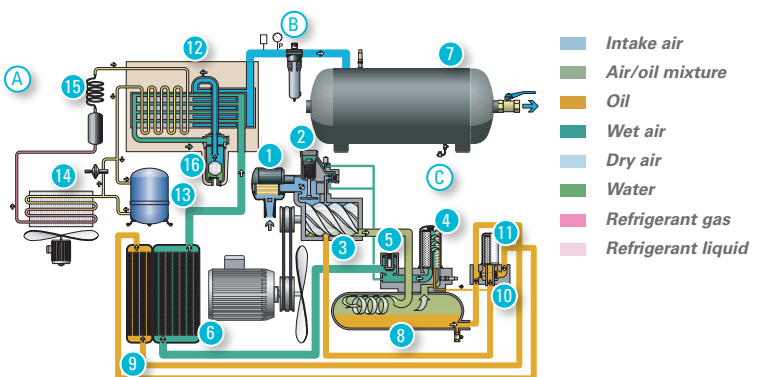 A
12
B
7
15
2
1
16
14
C
13
3
5
4
11
10
6
8
9
P
Intake air
Air/oil mixture
Oil
Wet air
Dry air
Water
Refrigerant gas
Refrigerant liquid